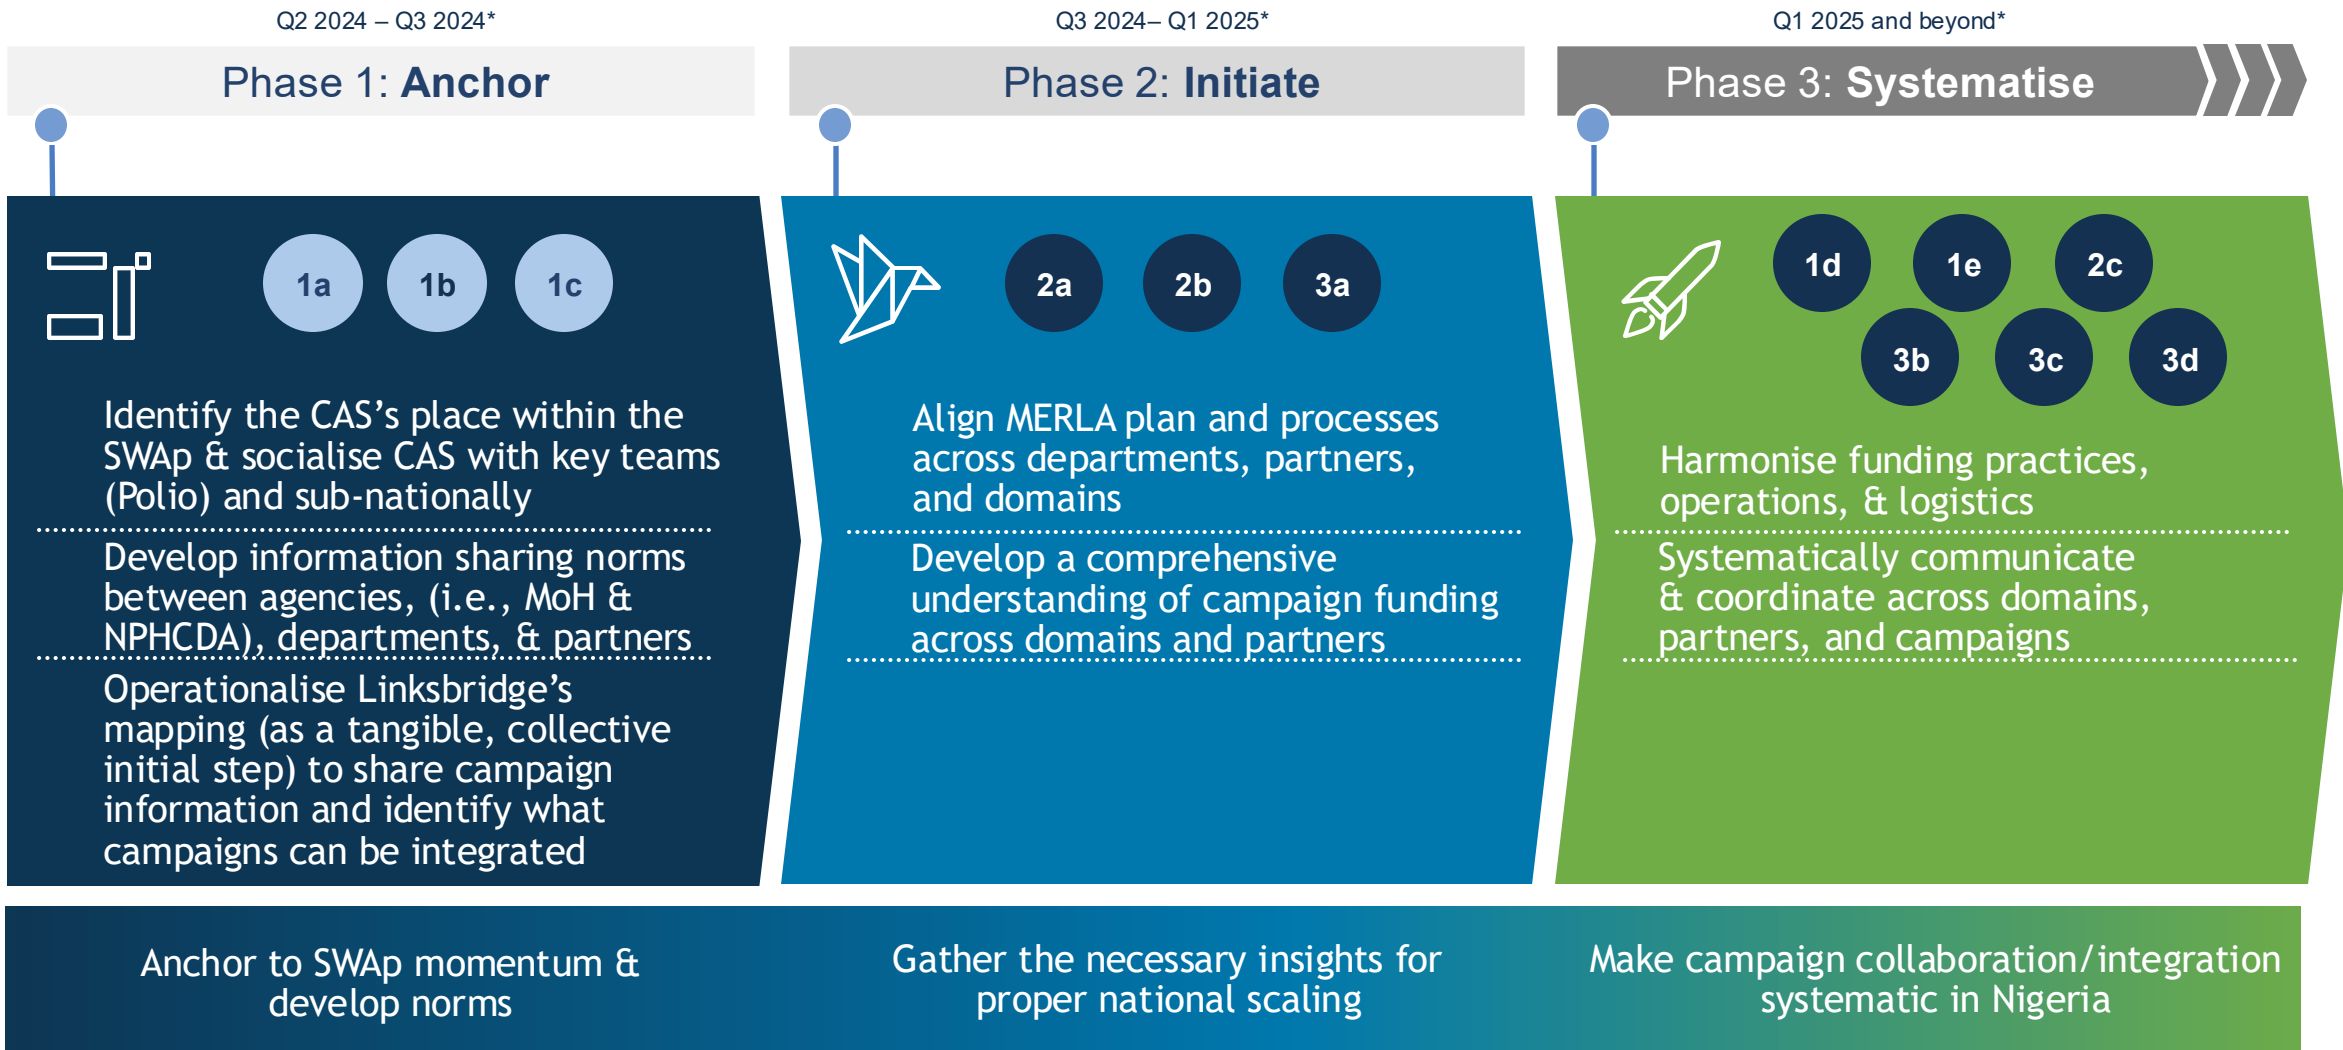 Q2 2024 – Q3 2024*
Phase 1: Anchor
1a
1b
1c
Identify the CAS’s place within the
SWAp & socialise CAS with key teams
(Polio) and sub-nationally
Develop information sharing norms
between agencies, (i.e., MoH &
NPHCDA), departments, & partners
Operationalise Linksbridge’s
mapping (as a tangible, collective
initial step) to share campaign
information and identify what
campaigns can be integrated
Anchor to SWAp momentum &
develop norms
Q3 2024– Q1 2025*
Phase 2: Initiate
2a
2b
3a
Align MERLA plan and processes
across departments, partners,
and domains
Develop a comprehensive
understanding of campaign funding
across domains and partners
Gather the necessary insights for
proper national scaling
Q1 2025 and beyond*
Phase 3: Systematise
1d
1e
2c
3b
3c
3d
Harmonise funding practices,
operations, & logistics
Systematically communicate
& coordinate across domains,
partners, and campaigns
Make campaign collaboration/integration
systematic in Nigeria